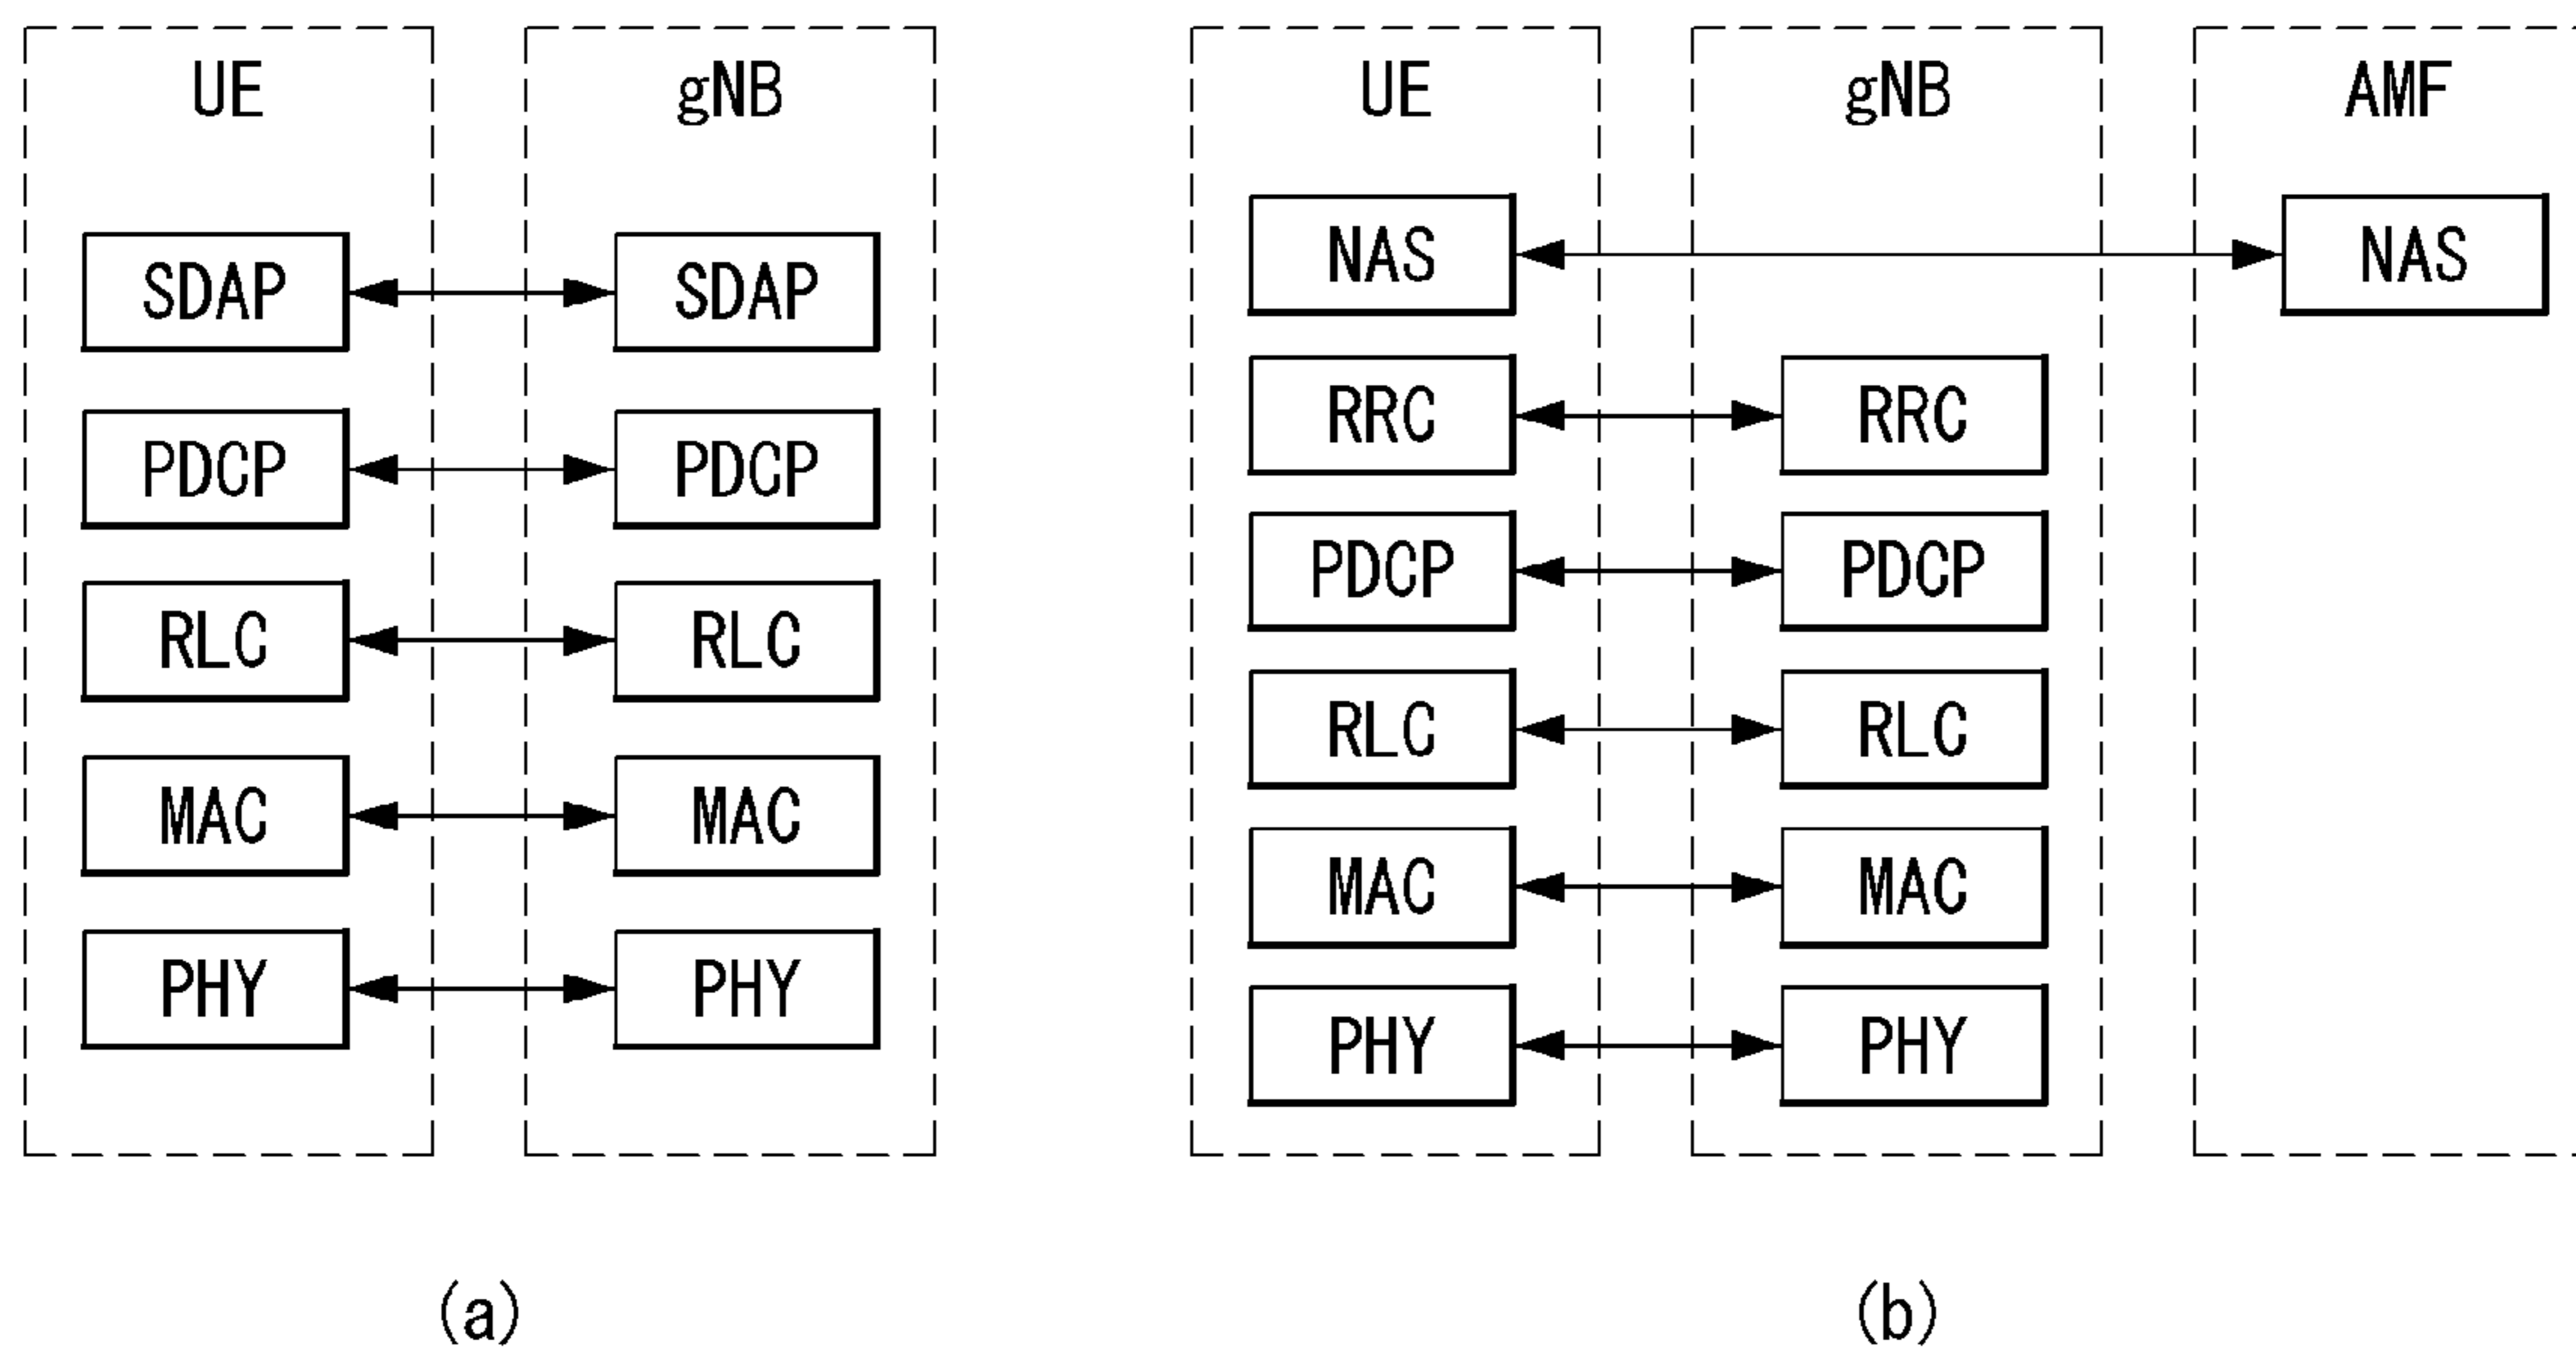 UE gNB
SDAP SDAP
PDCP PDCP
RLC RLC
MAC MAC
PHY PHY
(a)
UE gNB AMF
NAS NAS
RRC RRC
PDCP PDCP
RLC RLC
MAC MAC
PHY PHY
(b)